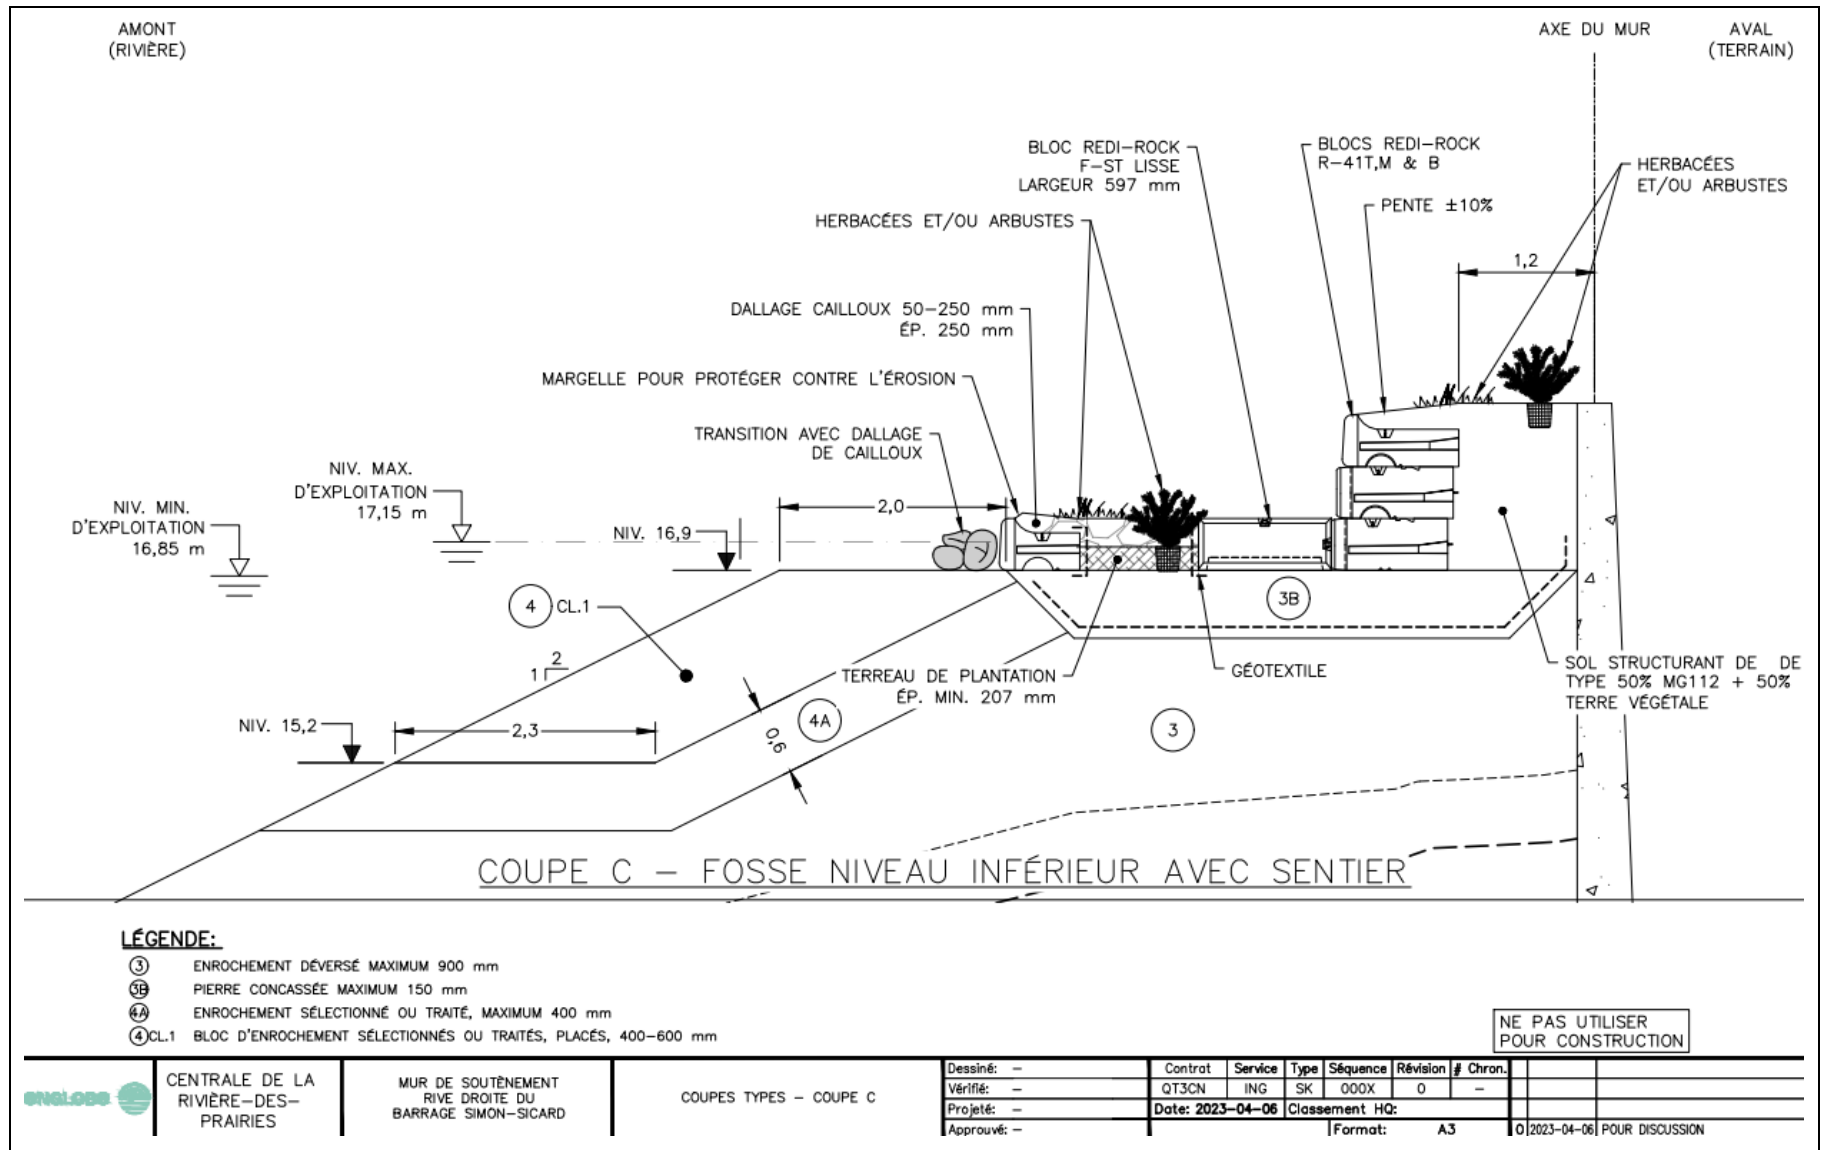 AMONT
(RIVIÈRE)
AXE DU MUR
AVAL
(TERRAIN)
BLOC REDI-ROCK
F-ST LISSE
LARGEUR 597 mm
BLOCS REDI-ROCK
R-41T,M & B
HERBACÉES
ET/OU ARBUSTES
PENTE ±10%
HERBACÉES ET/OU ARBUSTES
1,2
DALLAGE CAILLOUX 50-250 mm
ÉP. 250 mm
MARGELLE POUR PROTÉGER CONTRE L'ÉROSION
TRANSITION AVEC DALLAGE
DE CAILLOUX
NIV. MAX.
D'EXPLOITATION
17,15 m
NIV. MIN.
D'EXPLOITATION
16,85 m
2,0
NIV. 16,9
4 CL.1
3B
2
1
TERREAU DE PLANTATION
ÉP. MIN. 207 mm
GÉOTEXTILE
SOL STRUCTURANT DE DE
TYPE 50% MG112 + 50%
TERRE VÉGÉTALE
NIV. 15,2
2,3
0,6
4A
3
COUPE C – FOSSE NIVEAU INFÉRIEUR AVEC SENTIER
LÉGENDE:
3 ENROCHEMENT DÉVERSÉ MAXIMUM 900 mm
3B PIERRE CONCASSÉE MAXIMUM 150 mm
4A ENROCHEMENT SÉLECTIONNÉ OU TRAITÉ, MAXIMUM 400 mm
4 CL.1 BLOC D'ENROCHEMENT SÉLECTIONNÉS OU TRAITÉS, PLACÉS, 400-600 mm
NE PAS UTILISER
POUR CONSTRUCTION
CENTRALE DE LA
RIVIÈRE-DES-
PRAIRIES
MUR DE SOUTÈNEMENT
RIVE DROITE DU
BARRAGE SIMON-SICARD
COUPES TYPES – COUPE C
Dessiné: –
Vérifié: –
Projeté: –
Approuvé: –
Contrat Service Type Séquence Révision # Chron.
QT3CN ING SK 000X 0 –
Date: 2023-04-06 Classement HQ:
Format: A3
0 2023-04-06 POUR DISCUSSION